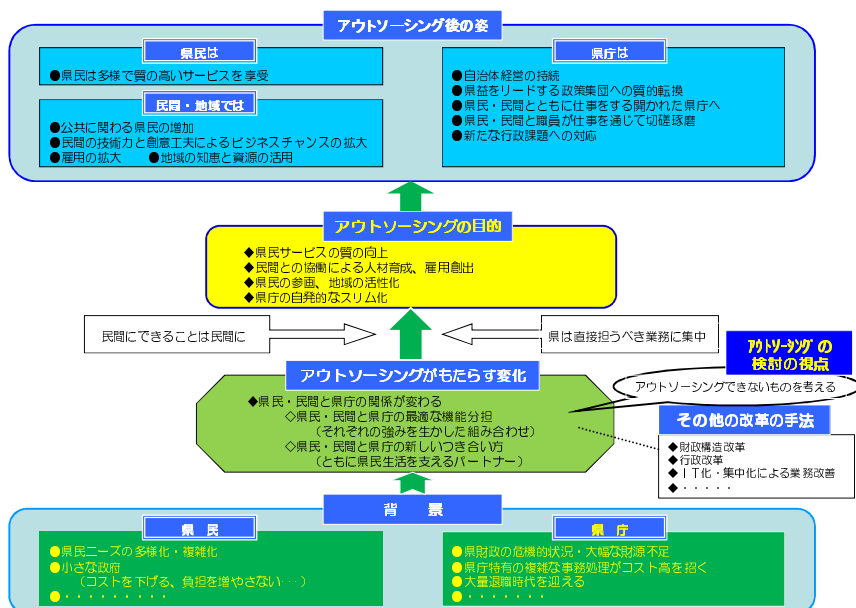 アウトソーシング後の姿
県民は
●県民は多様で質の高いサービスを享受
民間・地域では
●公共に関わる県民の増加
●民間の技術力と創意工夫によるビジネスチャンスの拡大
●雇用の拡大　●地域の知恵と資源の活用
県庁は
●自治体経営の持続
●県益をリードする政策集団への質的転換
●県民・民間とともに仕事をする開かれた県庁へ
●県民・民間と職員が仕事を通じて切磋琢磨
●新たな行政課題への対応
アウトソーシングの目的
◆県民サービスの質の向上
◆民間との協働による人材育成、雇用創出
◆県民の参画、地域の活性化
◆県庁の自発的なスリム化
民間にできることは民間に
県は直接担うべき業務に集中
アウトソーシングの
検討の視点
アウトソーシングできないものを考える
アウトソーシングがもたらす変化
◆県民・民間と県庁の関係が変わる
◇県民・民間と県庁の最適な機能分担
（それぞれの強みを生かした組み合わせ）
◇県民・民間と県庁の新しいつき合い方
（ともに県民生活を支えるパートナー）
その他の改革の手法
◆財政構造改革
◆行政改革
◆ＩＴ化・集中化による業務改善
◆・・・・・
背　景
県 民
●県民ニーズの多様化・複雑化
●小さな政府
（コストを下げる、負担を増やさない・・・）
●・・・・・・・・・
県 庁
●県財政の危機的状況・大幅な財源不足
●県庁特有の複雑な事務処理がコスト高を招く
●大量退職時代を迎える
●・・・・・・・